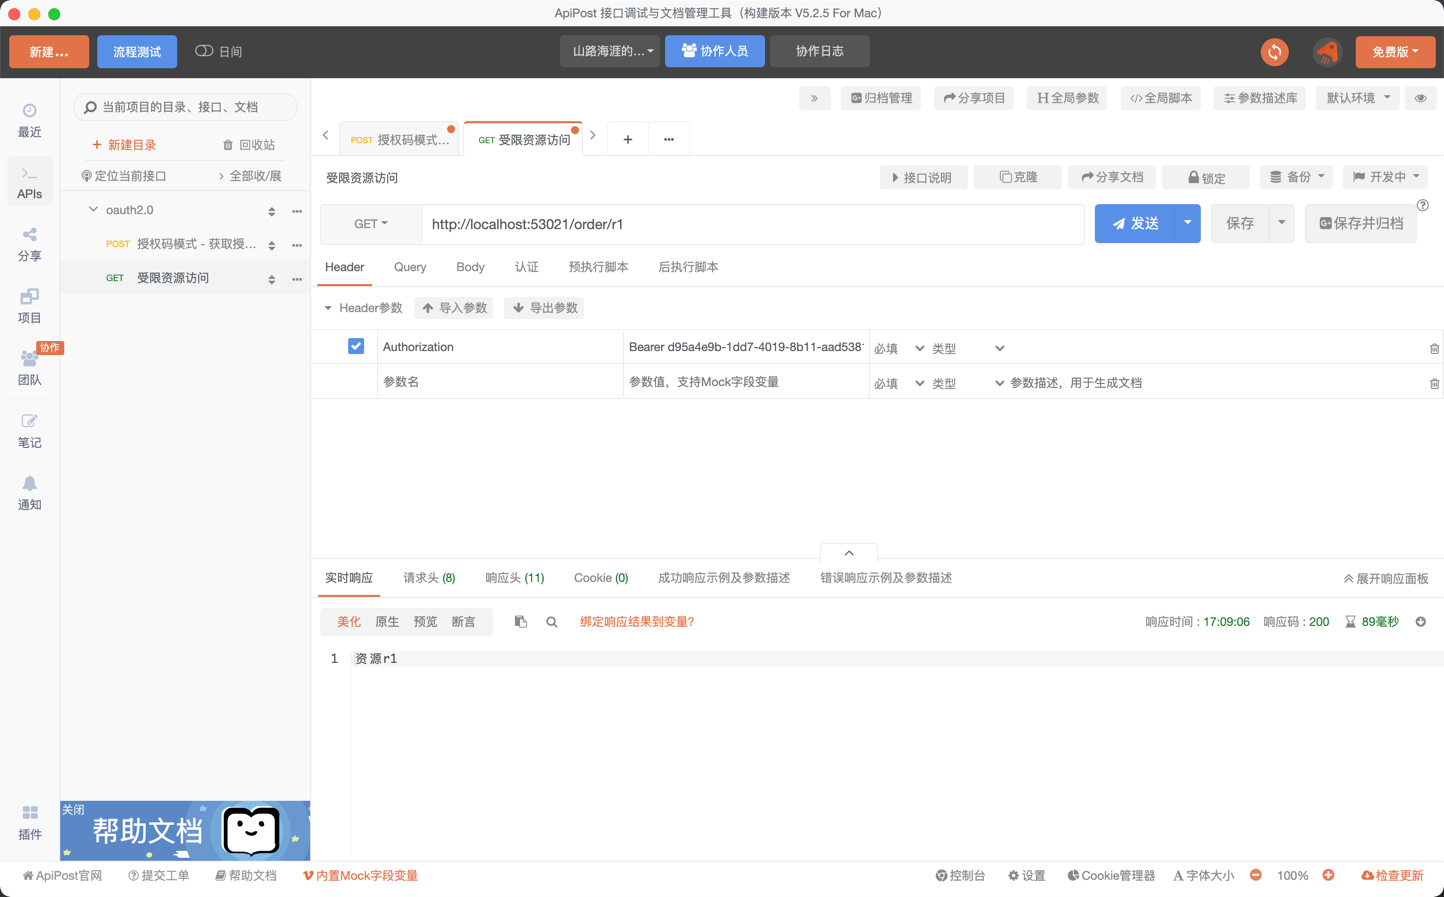 ApiPost 接口调试与文档管理工具（构建版本 V5.2.5 For Mac）
新建...
流程测试
日间
山路海涯的...
协作人员
协作日志
免费版
最近
APIs
分享
项目
协作
团队
笔记
通知
插件
当前项目的目录、接口、文档
新建目录
回收站
定位当前接口
全部收/展
oauth2.0
POST 授权码模式 - 获取授...
GET 受限资源访问
关闭
帮助文档
归档管理
分享项目
全局参数
全局脚本
参数描述库
默认环境
POST 授权码模式...
GET 受限资源访问
受限资源访问
接口说明
克隆
分享文档
锁定
备份
开发中
GET
http://localhost:53021/order/r1
发送
保存
保存并归档
Header
Query
Body
认证
预执行脚本
后执行脚本
Header参数
导入参数
导出参数
Authorization
Bearer d95a4e9b-1dd7-4019-8b11-aad538
必填
类型
参数名
参数值，支持Mock字段变量
必填
类型
参数描述，用于生成文档
实时响应
请求头 (8)
响应头 (11)
Cookie (0)
成功响应示例及参数描述
错误响应示例及参数描述
展开响应面板
美化
原生
预览
断言
绑定响应结果到变量?
响应时间 : 17:09:06
响应码 : 200
89毫秒
1
资源r1
ApiPost官网
提交工单
帮助文档
内置Mock字段变量
控制台
设置
Cookie管理器
字体大小
100%
检查更新